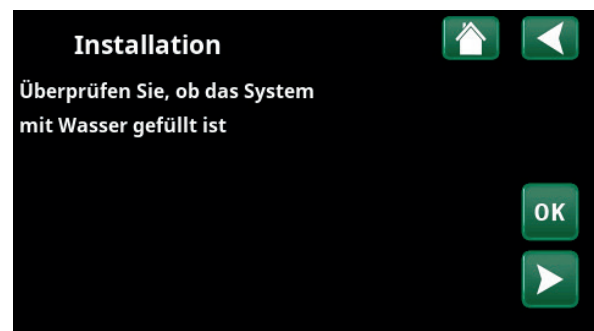 Installation
Überprüfen Sie, ob das System
mit Wasser gefüllt ist
OK